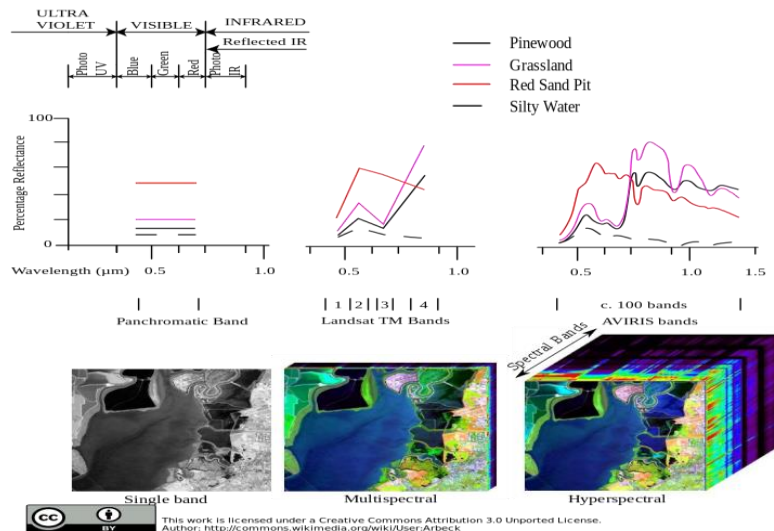 ULTRA VIOLET
VISIBLE
INFRARED
Reflected IR
Photo UV
Blue
Green
Red
Photo IR
Pinewood
Grassland
Red Sand Pit
Silty Water
Percentage Reflectance
100
0
Wavelength (μm)
0.5
1.0
0.5
1.0
0.5
1.0
1.5
1
2
3
4
c. 100 bands
Panchromatic Band
Landsat TM Bands
AVIRIS bands
Spectral Bands
Single band
Multispectral
Hyperspectral
cc
BY
This work is licensed under a Creative Commons Attribution 3.0 Unported License.
Author: http://commons.wikimedia.org/wiki/User:Arbeck